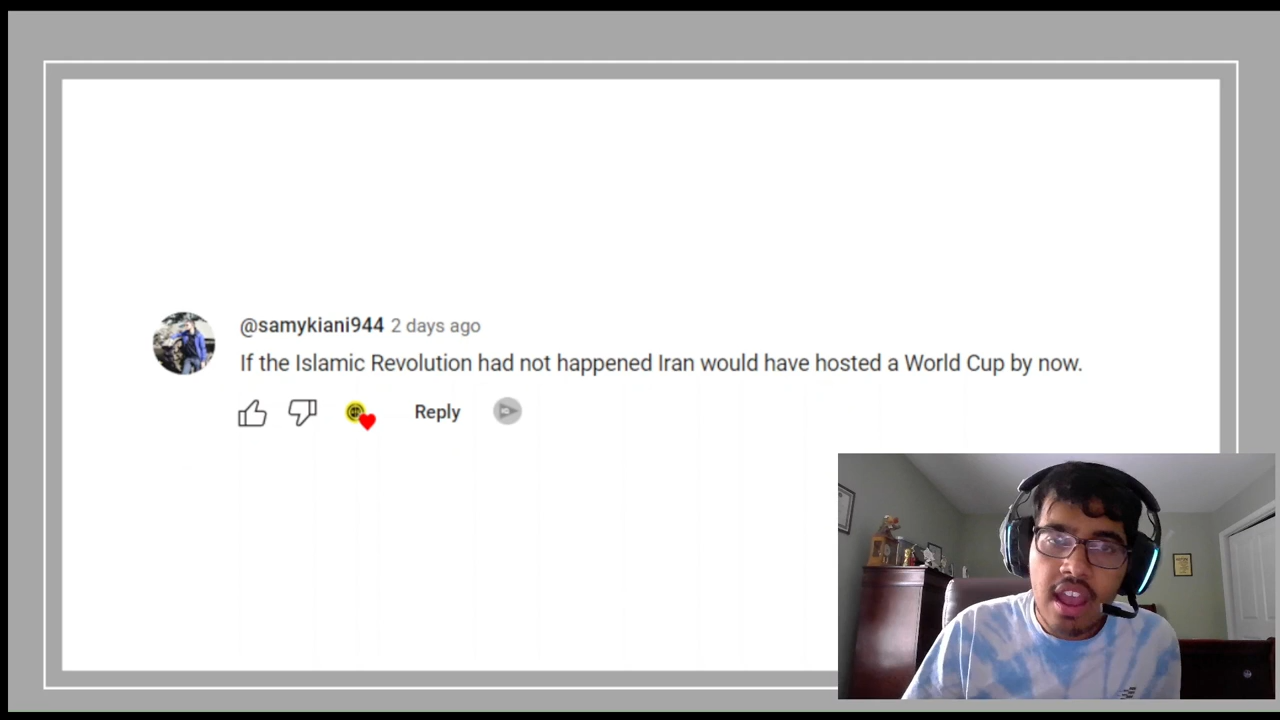 @samykiani944 2 days ago
If the Islamic Revolution had not happened Iran would have hosted a World Cup by now.
Reply